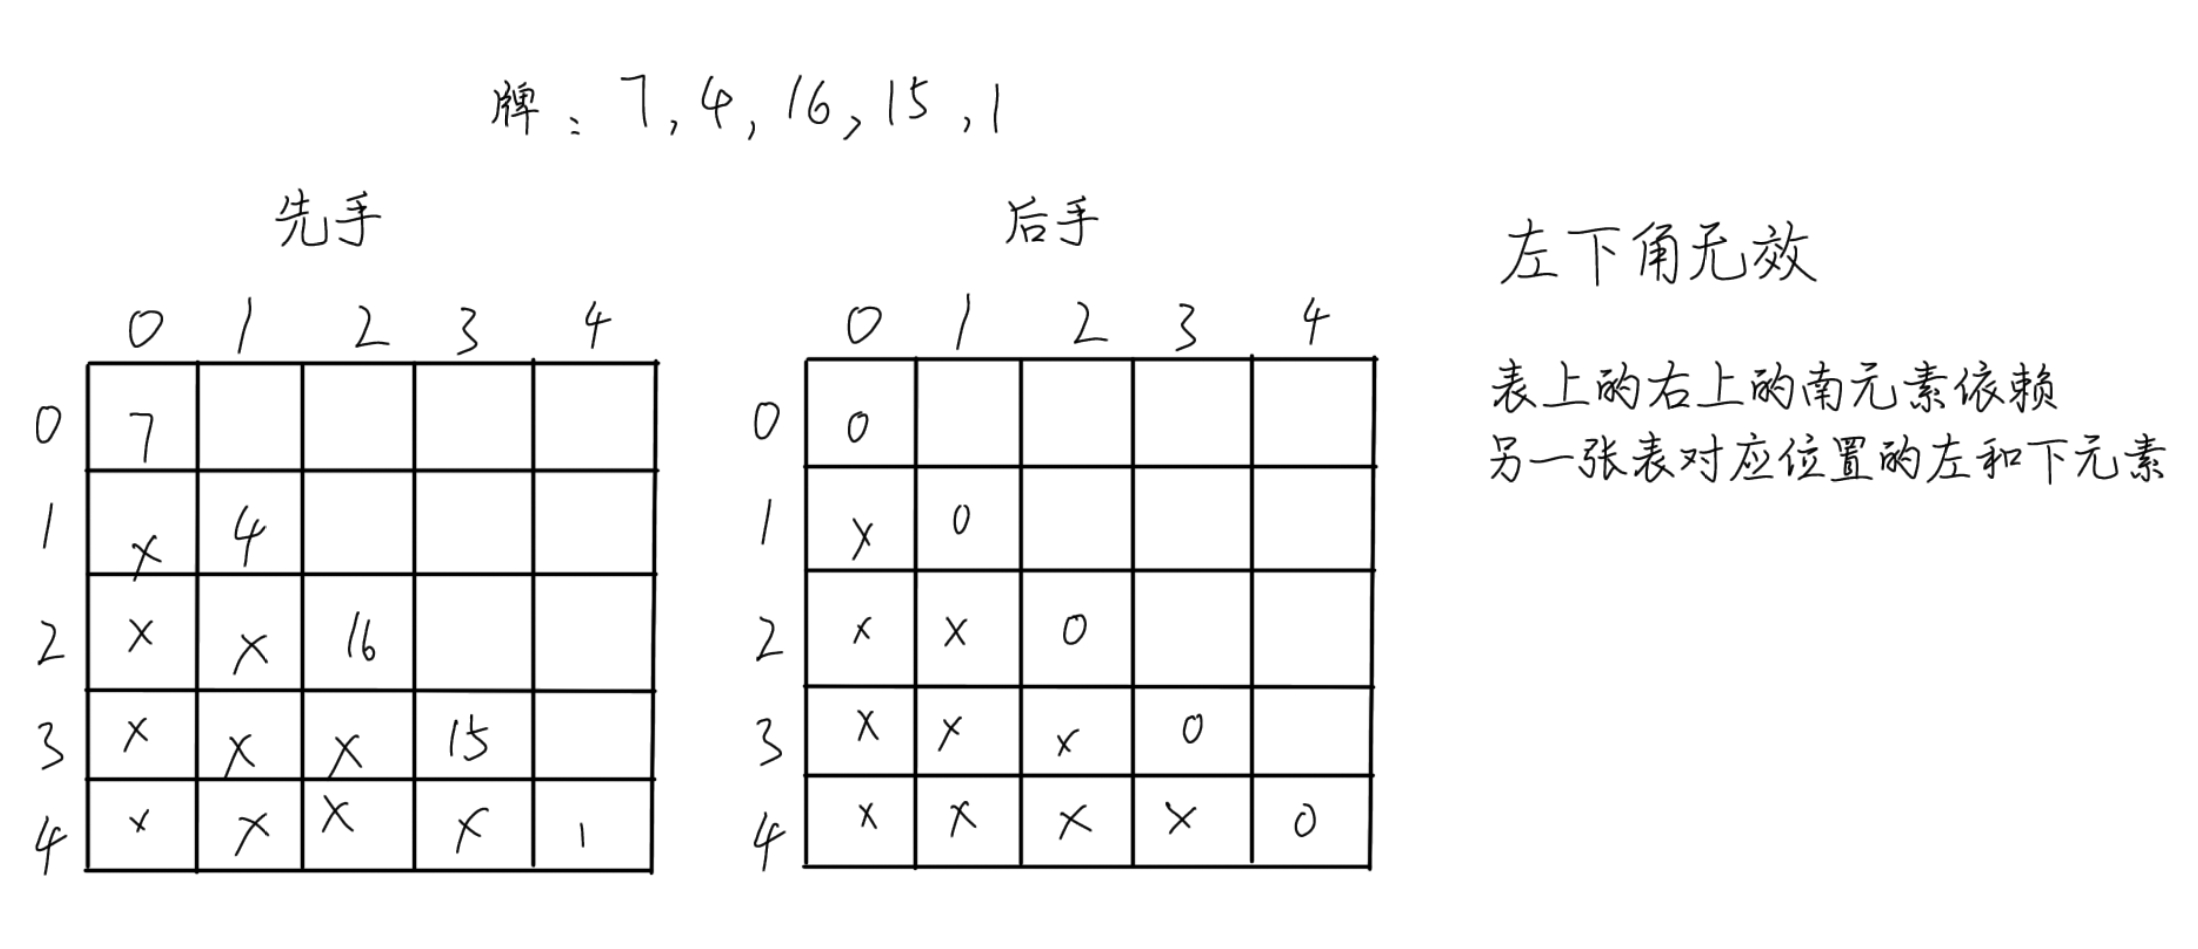 牌：7,4,16,15,1
先手
后手
左下角无效
表上的右上的南元素依赖
另一张表对应位置的左和下元素
0 1 2 3 4
0 7
1 x 4
2 x x 16
3 x x x 15
4 x x x x 1
0 1 2 3 4
0 0
1 x 0
2 x x 0
3 x x x 0
4 x x x x 0